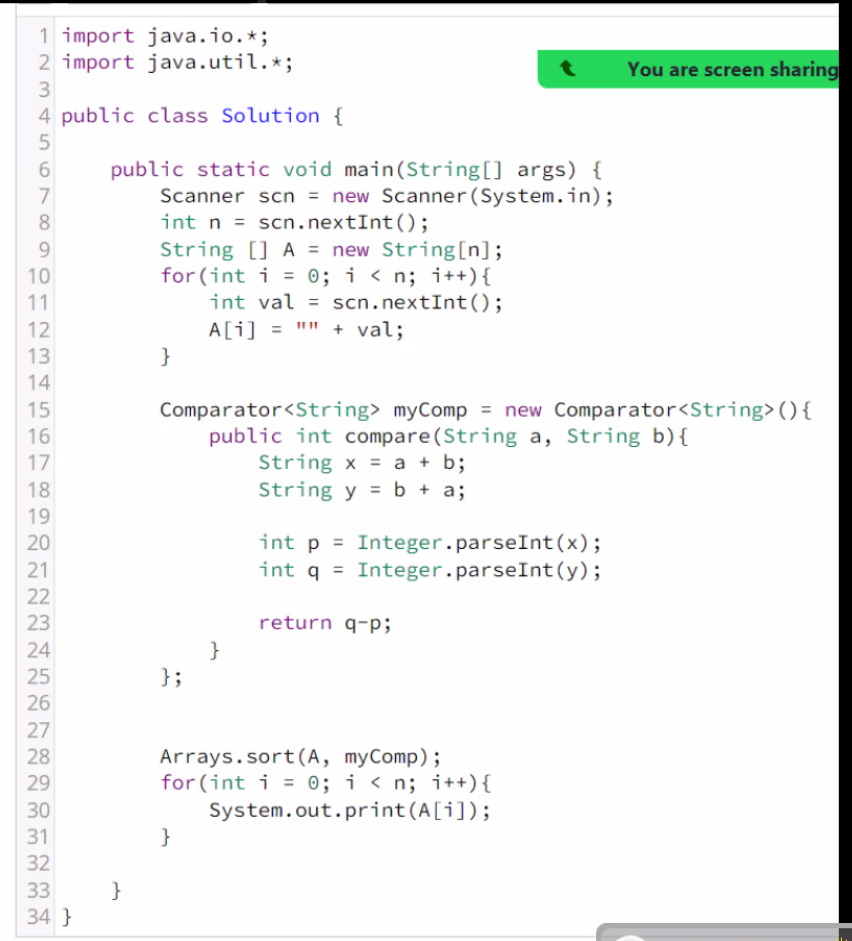 1 import java.io.*;
2 import java.util.*;
You are screen sharing
3
4 public class Solution {
5
6     public static void main(String[] args) {
7         Scanner scn = new Scanner(System.in);
8         int n = scn.nextInt();
9         String [] A = new String[n];
10         for(int i = 0; i < n; i++){
11             int val = scn.nextInt();
12             A[i] = "" + val;
13         }
14
15         Comparator<String> myComp = new Comparator<String>(){
16             public int compare(String a, String b){
17                 String x = a + b;
18                 String y = b + a;
19
20                 int p = Integer.parseInt(x);
21                 int q = Integer.parseInt(y);
22
23                 return q-p;
24             }
25         };
26
27
28         Arrays.sort(A, myComp);
29         for(int i = 0; i < n; i++){
30             System.out.print(A[i]);
31         }
32
33     }
34 }